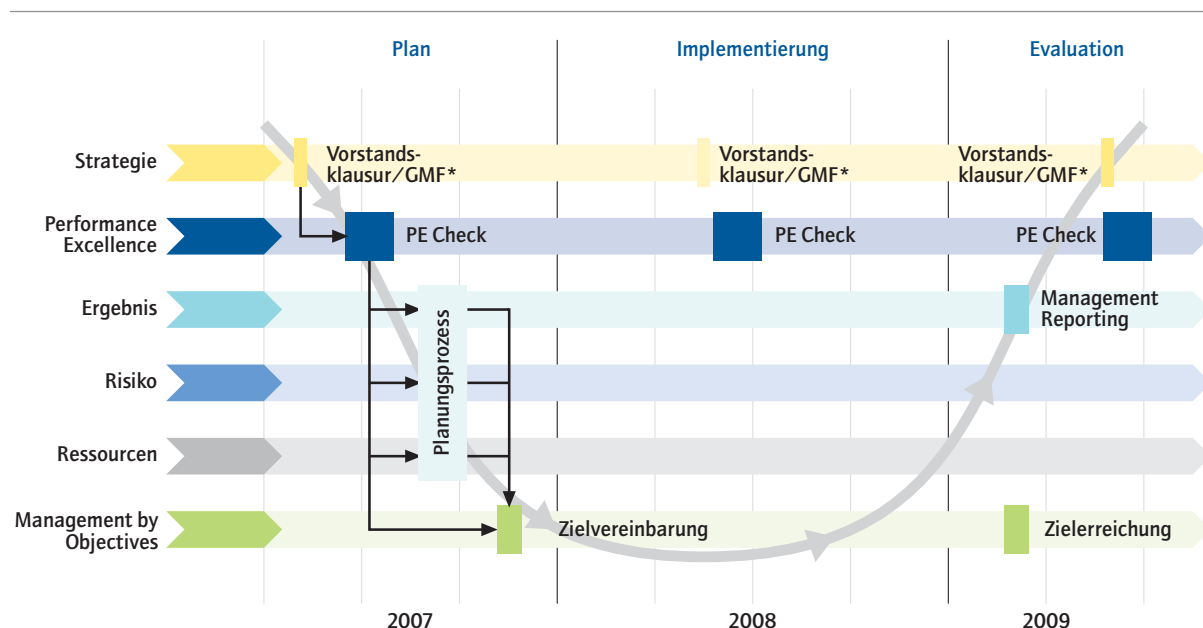 Plan
Implementierung
Evaluation
Strategie
Vorstands-
klausur/GMF*
Vorstands-
klausur/GMF*
Vorstands-
klausur/GMF*
Performance
Excellence
PE Check
PE Check
PE Check
Ergebnis
Management
Reporting
Planungsprozess
Risiko
Ressourcen
Management by
Objectives
Zielvereinbarung
Zielerreichung
2007
2008
2009